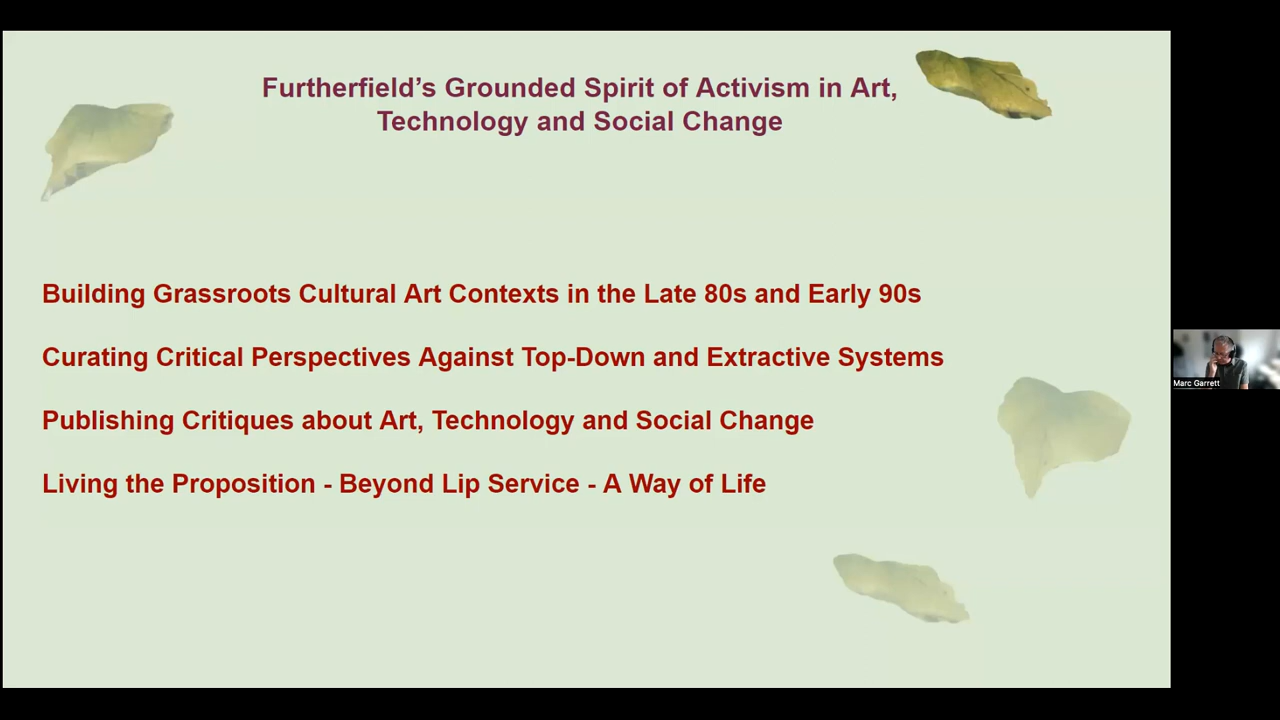 Furtherfield’s Grounded Spirit of Activism in Art,
Technology and Social Change
Building Grassroots Cultural Art Contexts in the Late 80s and Early 90s
Curating Critical Perspectives Against Top-Down and Extractive Systems
Publishing Critiques about Art, Technology and Social Change
Living the Proposition - Beyond Lip Service - A Way of Life
Marc Garrett